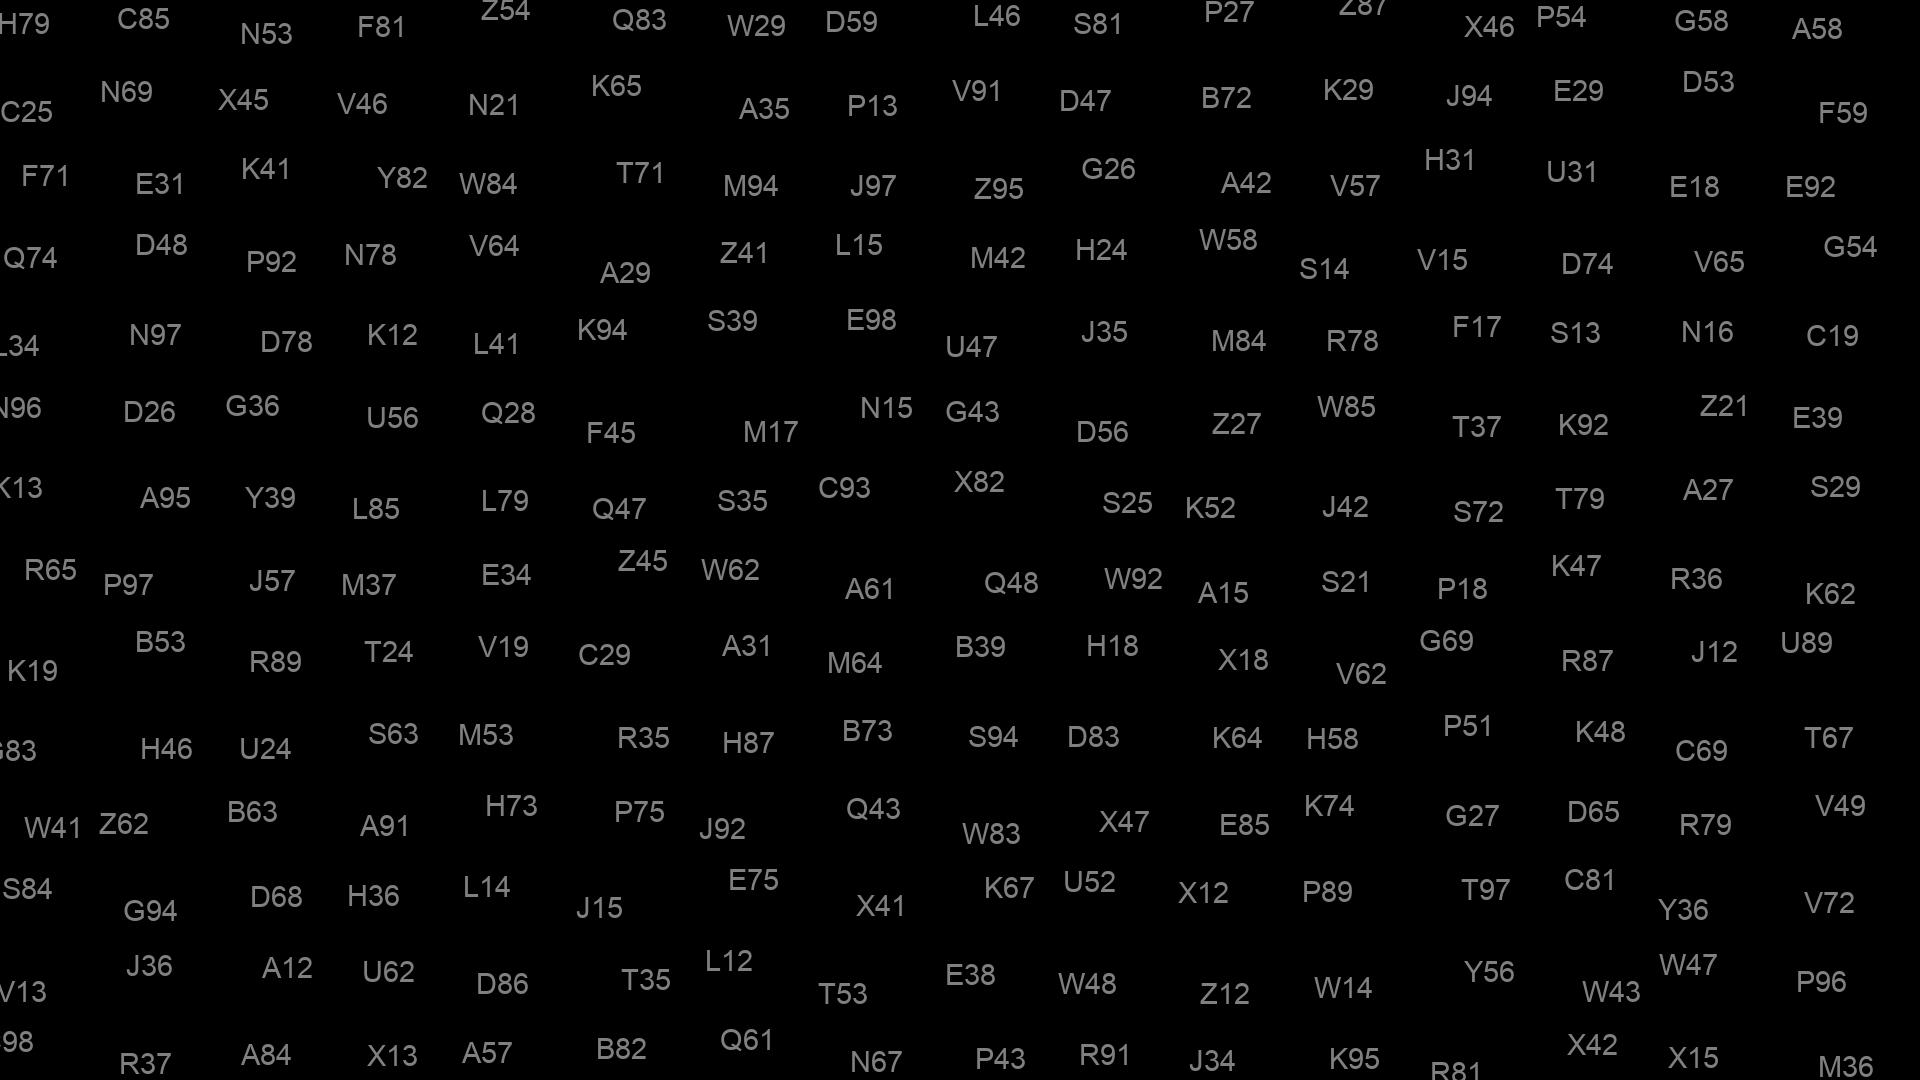 H79 C85 N53 F81 Z54 Q83 W29 D59 L46 S81 P27 Z87 X46 P54 G58 A58
C25 N69 X45 V46 N21 K65 A35 P13 V91 D47 B72 K29 J94 E29 D53 F59
F71 E31 K41 Y82 W84 T71 M94 J97 Z95 G26 A42 V57 H31 U31 E18 E92
Q74 D48 P92 N78 V64 A29 Z41 L15 M42 H24 W58 S14 V15 D74 V65 G54
L34 N97 D78 K12 L41 K94 S39 E98 U47 J35 M84 R78 F17 S13 N16 C19
N96 D26 G36 U56 Q28 F45 M17 N15 G43 D56 Z27 W85 T37 K92 Z21 E39
K13 A95 Y39 L85 L79 Q47 S35 C93 X82 S25 K52 J42 S72 T79 A27 S29
R65 P97 J57 M37 E34 Z45 W62 A61 Q48 W92 A15 S21 P18 K47 R36 K62
K19 B53 R89 T24 V19 C29 A31 M64 B39 H18 X18 V62 G69 R87 J12 U89
G83 H46 U24 S63 M53 R35 H87 B73 S94 D83 K64 H58 P51 K48 C69 T67
W41 Z62 B63 A91 H73 P75 J92 Q43 W83 X47 E85 K74 G27 D65 R79 V49
S84 G94 D68 H36 L14 J15 E75 X41 K67 U52 X12 P89 T97 C81 Y36 V72
V13 J36 A12 U62 D86 T35 L12 T53 E38 W48 Z12 W14 Y56 W43 W47 P96
98 R37 A84 X13 A57 B82 Q61 N67 P43 R91 J34 K95 R81 X42 X15 M36